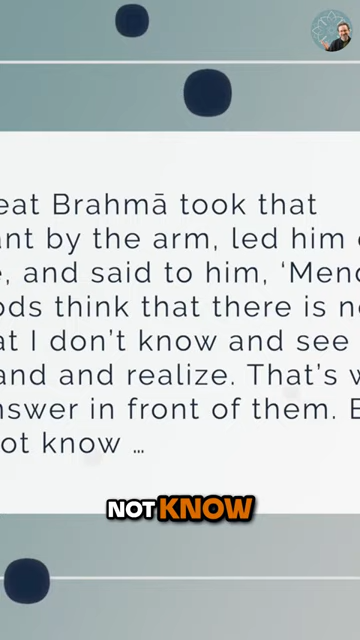 eat Brahmā took that
ant by the arm, led him
, and said to him, ‘Mend
ods think that there is n
at I don’t know and see
and and realize. That’s w
nswer in front of them.
ot know …
NOT KNOW